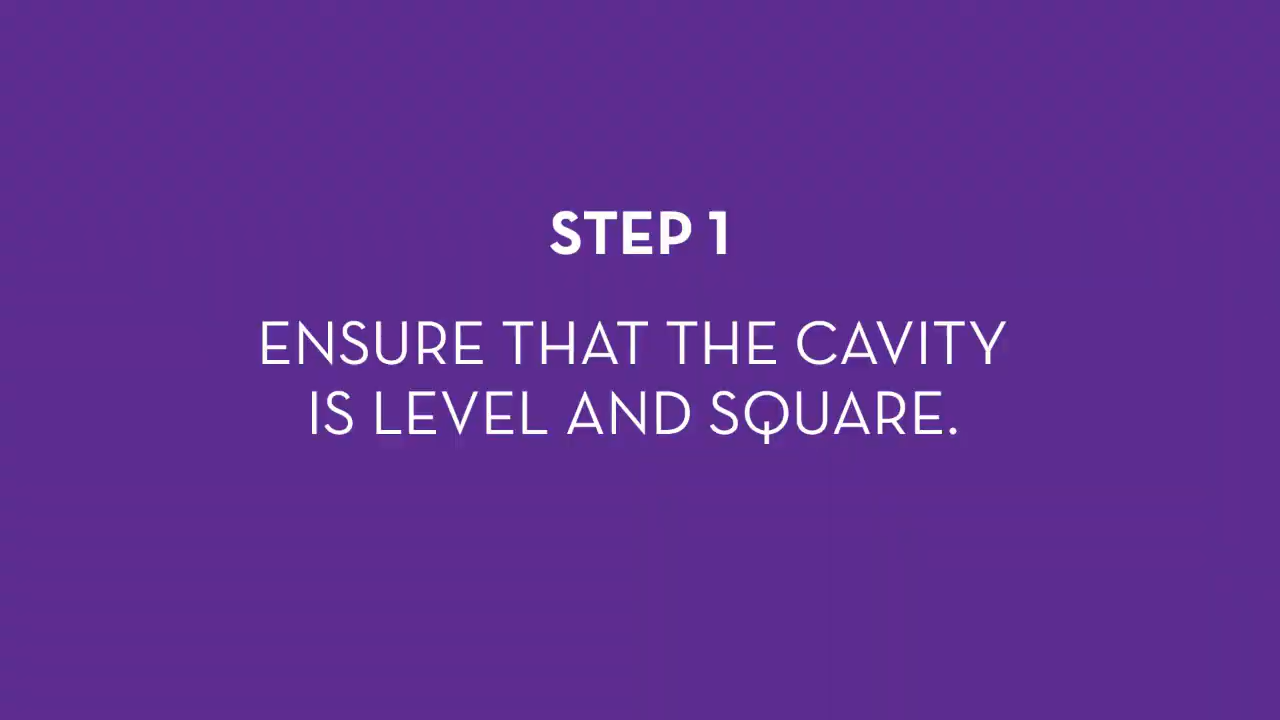 STEP 1
ENSURE THAT THE CAVITY
IS LEVEL AND SQUARE.